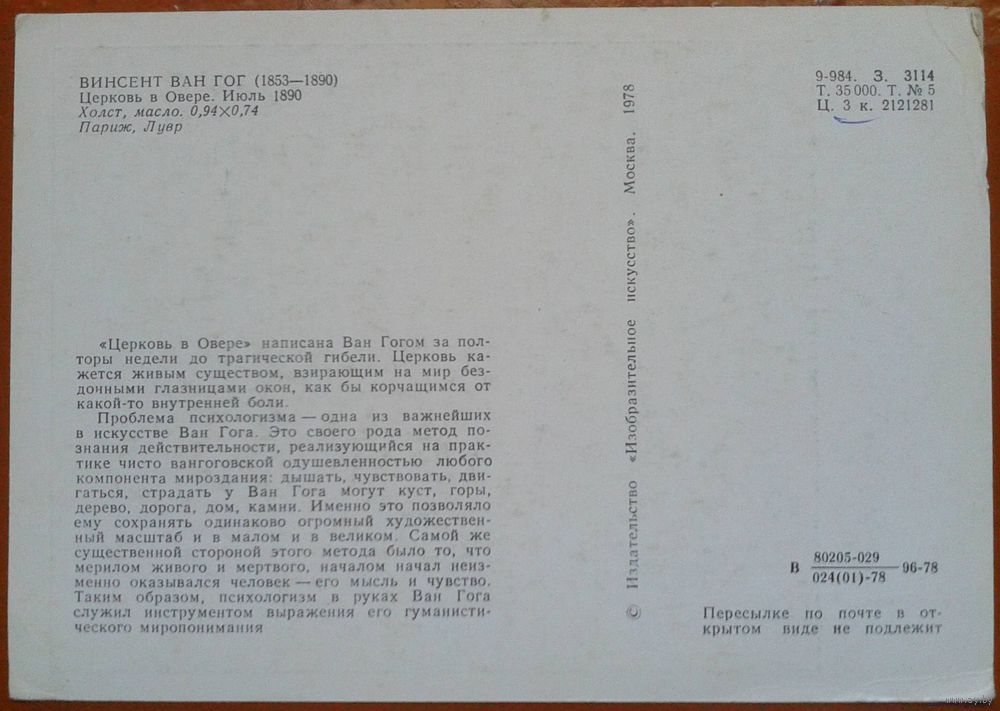 ВИНСЕНТ ВАН ГОГ (1853—1890)
Церковь в Овере. Июль 1890
Холст, масло. 0,94×0,74
Париж, Лувр
«Церковь в Овере» написана Ван Гогом за пол-
торы недели до трагической гибели. Церковь ка-
жется живым существом, взирающим на мир без-
донными глазницами окон, как бы корчащимся от
какой-то внутренней боли.
Проблема психологизма — одна из важнейших
в искусстве Ван Гога. Это своего рода метод по-
знания действительности, реализующийся на прак-
тике чисто вангоговской одушевленностью любого
компонента мироздания: дышать, чувствовать, дви-
гаться, страдать у Ван Гога могут куст, горы,
дерево, дорога, дом, камни. Именно это позволяло
ему сохранять одинаково огромный художествен-
ный масштаб и в малом и в великом. Самой же
существенной стороной этого метода было то, что
мерилом живого и мертвого, началом начал неиз-
менно оказывался человек — его мысль и чувство.
Таким образом, психологизм в руках Ван Гога
служил инструментом выражения его гуманисти-
ческого миропонимания
© Издательство «Изобразительное искусство». Москва. 1978
9-984. З. 3114
Т. 35 000. Т. № 5
Ц. 3 к. 2121281
В 80205-029 96-78
024(01)-78
Пересылке по почте в от-
крытом виде не подлежит
www.ay.by